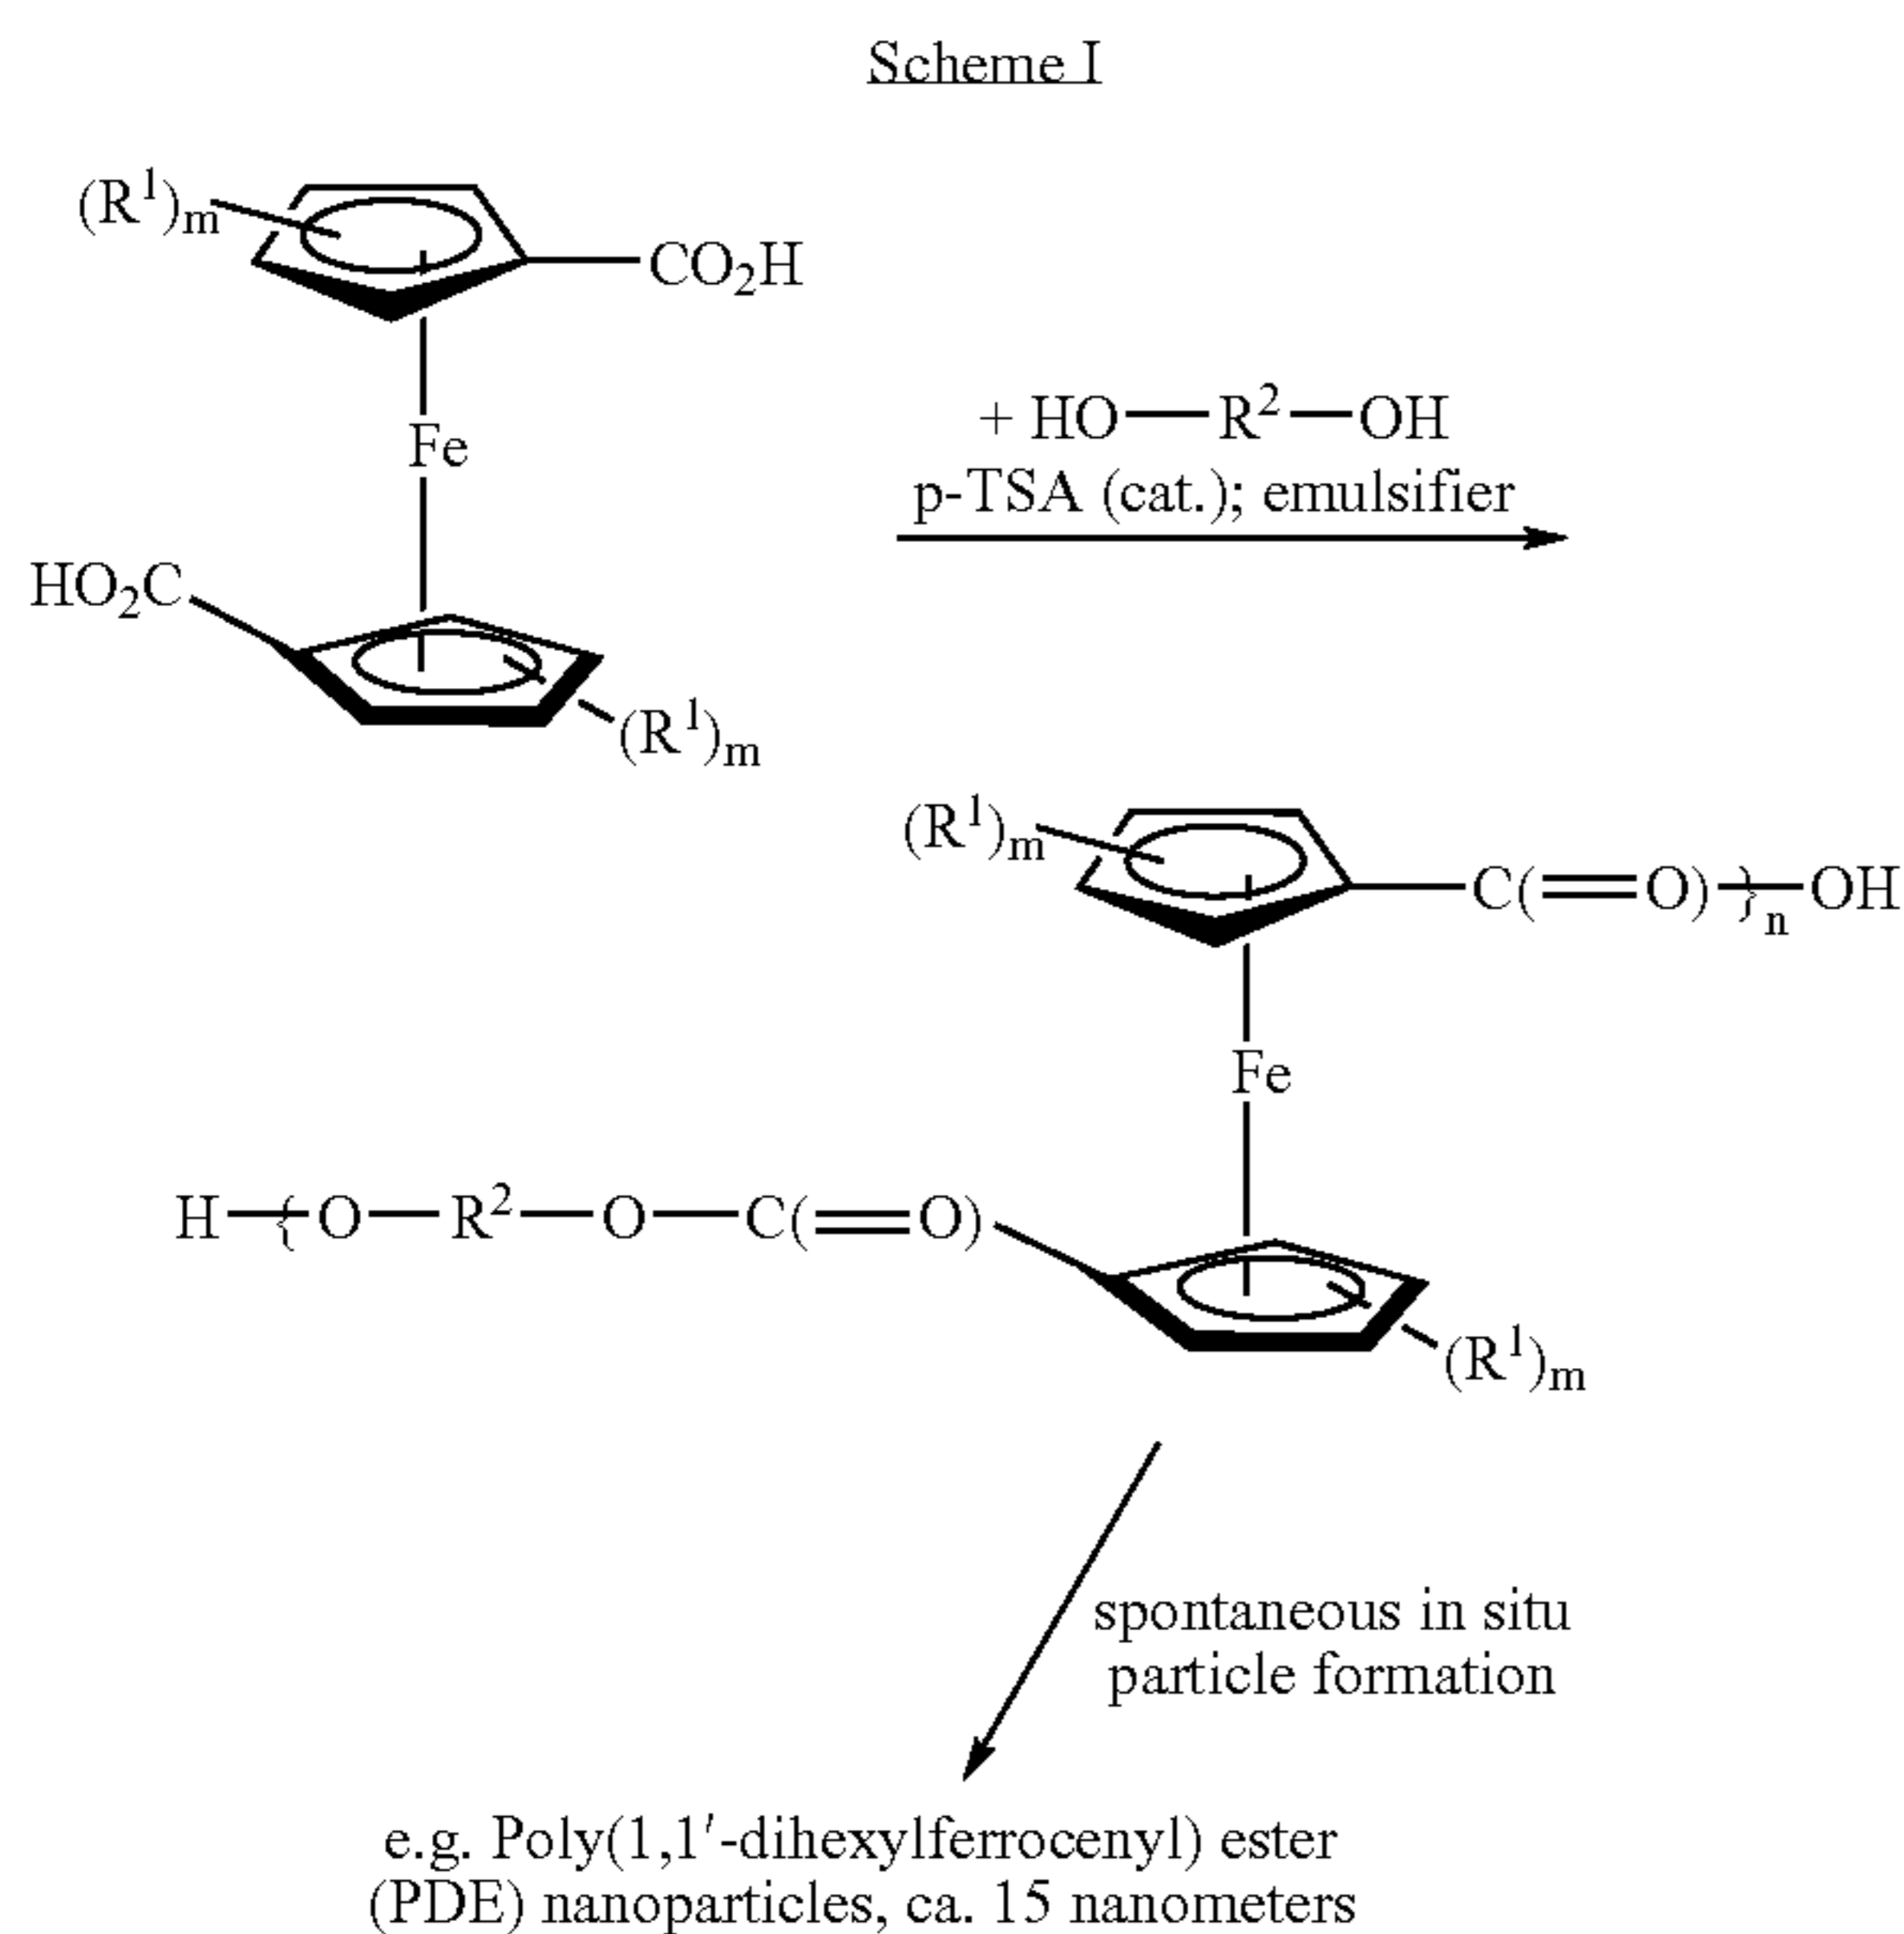 Scheme I
(R¹)ₘ
CO₂H
Fe
HO₂C
(R¹)ₘ
+ HO—R²—OH
p-TSA (cat.); emulsifier
(R¹)ₘ
C(=O)}ₙ—OH
Fe
H—{O—R²—O—C(=O)
(R¹)ₘ
spontaneous in situ
particle formation
e.g. Poly(1,1′-dihexylferrocenyl) ester
(PDE) nanoparticles, ca. 15 nanometers